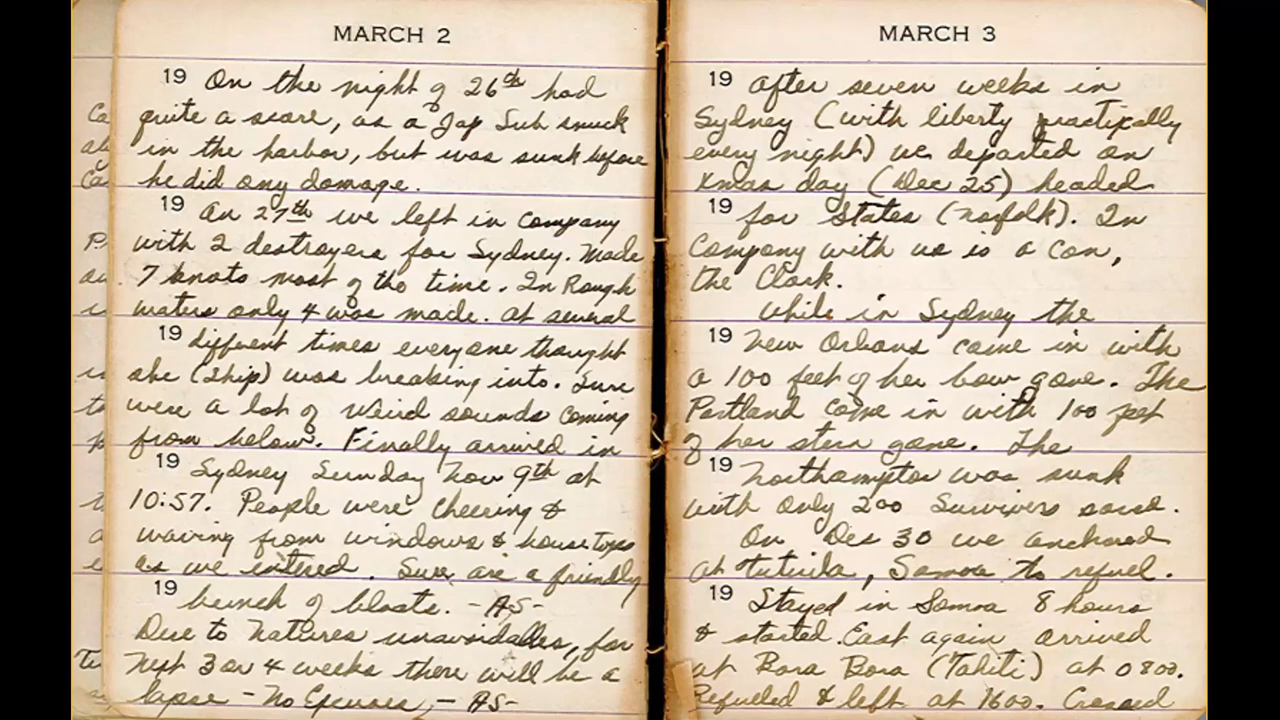 MARCH 2
19 On the night of 26th had
quite a scare, as a Jap Sub snuck
in the harbor, but was sunk before
he did any damage.
19 On 27th we left in company
with 2 destroyers for Sydney. Made
7 knots most of the time. In Rough
waters only 4 was made. At several
19 different times everyone thought
she (ship) was breaking into. Sure
were a lot of weird sounds coming
from below. Finally arrived in
19 Sydney Sunday Nov 9th at
10:57. People were cheering &
waving from windows & house tops
as we entered. Sure are a friendly
19 bunch of bloats. - AS-
Due to natures unavoidables, for
next 3 or 4 weeks there will be a
lapse - No Excuses, - AS-
MARCH 3
19 After seven weeks in
Sydney (with liberty practically
every night) we departed on
Xmas day (Dec 25) headed
19 for States (Norfolk). In
Company with us is a Can,
the Clark.
While in Sydney the
19 New Orleans came in with
a 100 feet of her bow gone. The
Portland came in with 100 feet
of her stern gone. The
19 Northampton was sunk
with only 200 Survivers saved.
On Dec 30 we anchored
at Tutuila, Samoa to refuel.
19 Stayed in Samoa 8 hours
& started East again, arrived
at Bora Bora (Tahiti) at 0800.
Refueled & left at 1600. Crossed